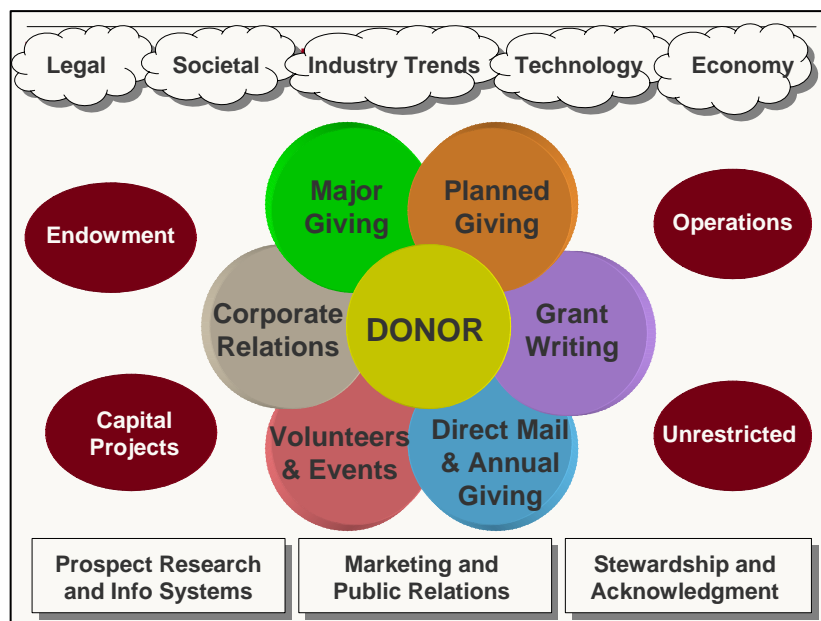 Legal
Societal
Industry Trends
Technology
Economy
Major
Giving
Planned
Giving
Endowment
Operations
Corporate
Relations
DONOR
Grant
Writing
Capital
Projects
Volunteers
& Events
Direct Mail
& Annual
Giving
Unrestricted
Prospect Research
and Info Systems
Marketing and
Public Relations
Stewardship and
Acknowledgment